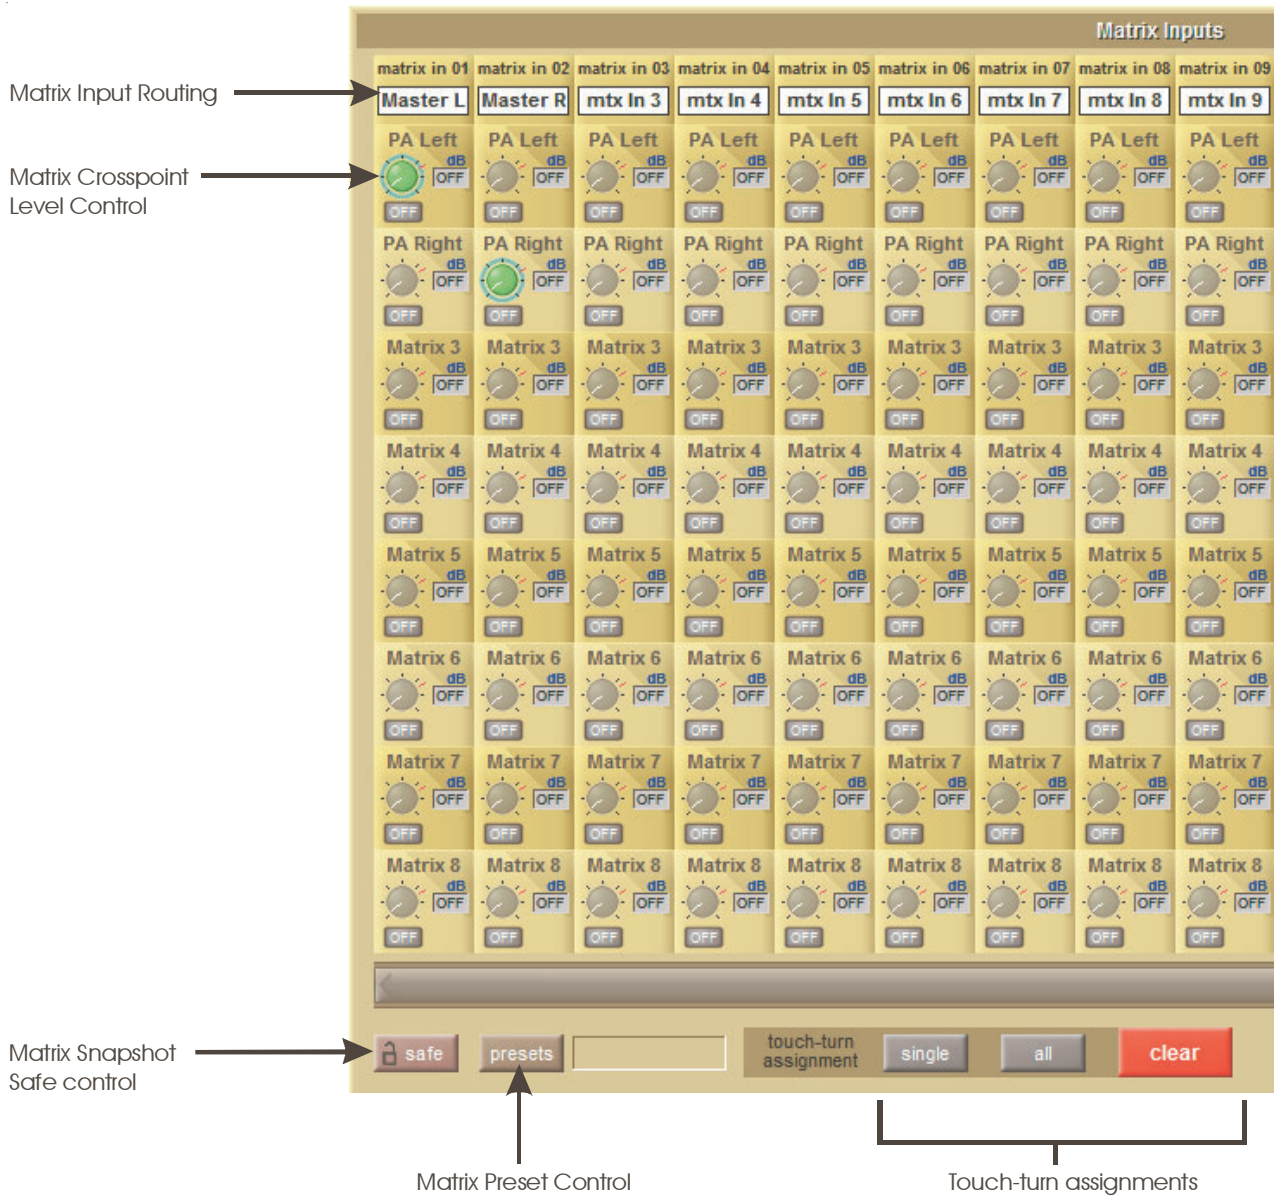 Matrix Inputs
matrix in 01 matrix in 02 matrix in 03 matrix in 04 matrix in 05 matrix in 06 matrix in 07 matrix in 08 matrix in 09
Matrix Input Routing
Master L Master R mtx In 3 mtx In 4 mtx In 5 mtx In 6 mtx In 7 mtx In 8 mtx In 9
PA Left PA Left PA Left PA Left PA Left PA Left PA Left PA Left PA Left
dB dB dB dB dB dB dB dB dB
Matrix Crosspoint
Level Control
OFF OFF OFF OFF OFF OFF OFF OFF OFF
OFF OFF OFF OFF OFF OFF OFF OFF OFF
PA Right PA Right PA Right PA Right PA Right PA Right PA Right PA Right PA Right
dB dB dB dB dB dB dB dB dB
OFF OFF OFF OFF OFF OFF OFF OFF OFF
OFF OFF OFF OFF OFF OFF OFF OFF OFF
Matrix 3 Matrix 3 Matrix 3 Matrix 3 Matrix 3 Matrix 3 Matrix 3 Matrix 3 Matrix 3
dB dB dB dB dB dB dB dB dB
OFF OFF OFF OFF OFF OFF OFF OFF OFF
OFF OFF OFF OFF OFF OFF OFF OFF OFF
Matrix 4 Matrix 4 Matrix 4 Matrix 4 Matrix 4 Matrix 4 Matrix 4 Matrix 4 Matrix 4
dB dB dB dB dB dB dB dB dB
OFF OFF OFF OFF OFF OFF OFF OFF OFF
OFF OFF OFF OFF OFF OFF OFF OFF OFF
Matrix 5 Matrix 5 Matrix 5 Matrix 5 Matrix 5 Matrix 5 Matrix 5 Matrix 5 Matrix 5
dB dB dB dB dB dB dB dB dB
OFF OFF OFF OFF OFF OFF OFF OFF OFF
OFF OFF OFF OFF OFF OFF OFF OFF OFF
Matrix 6 Matrix 6 Matrix 6 Matrix 6 Matrix 6 Matrix 6 Matrix 6 Matrix 6 Matrix 6
dB dB dB dB dB dB dB dB dB
OFF OFF OFF OFF OFF OFF OFF OFF OFF
OFF OFF OFF OFF OFF OFF OFF OFF OFF
Matrix 7 Matrix 7 Matrix 7 Matrix 7 Matrix 7 Matrix 7 Matrix 7 Matrix 7 Matrix 7
dB dB dB dB dB dB dB dB dB
OFF OFF OFF OFF OFF OFF OFF OFF OFF
OFF OFF OFF OFF OFF OFF OFF OFF OFF
Matrix 8 Matrix 8 Matrix 8 Matrix 8 Matrix 8 Matrix 8 Matrix 8 Matrix 8 Matrix 8
dB dB dB dB dB dB dB dB dB
OFF OFF OFF OFF OFF OFF OFF OFF OFF
OFF OFF OFF OFF OFF OFF OFF OFF OFF
Matrix Snapshot
Safe control
safe presets
touch-turn
assignment
single all clear
Matrix Preset Control
Touch-turn assignments